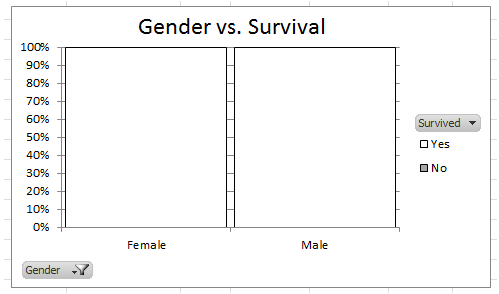 Gender vs. Survival
100%
90%
80%
70%
60%
50%
40%
30%
20%
10%
0%
Female
Male
Survived
Yes
No
Gender